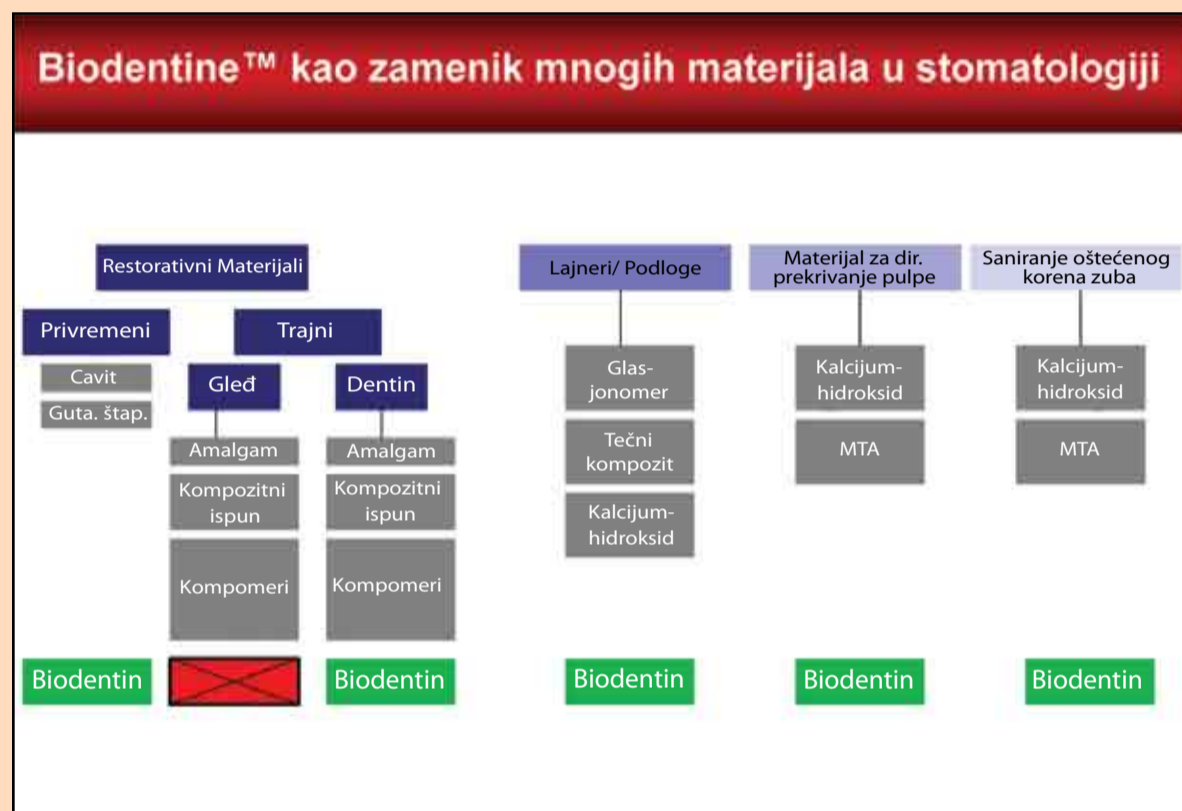 Biodentine™ kao zamenik mnogih materijala u stomatologiji
Restorativni Materijali
Privremeni
Trajni
Cavit
Guta. štap.
Gleđ
Dentin
Amalgam
Kompozitni
ispun
Kompomeri
Amalgam
Kompozitni
ispun
Kompomeri
Lajneri/ Podloge
Glas-
jonomer
Tečni
kompozit
Kalcijum-
hidroksid
Materijal za dir.
prekrivanje pulpe
Kalcijum-
hidroksid
MTA
Saniranje oštećenog
korena zuba
Kalcijum-
hidroksid
MTA
Biodentin
Biodentin
Biodentin
Biodentin
Biodentin